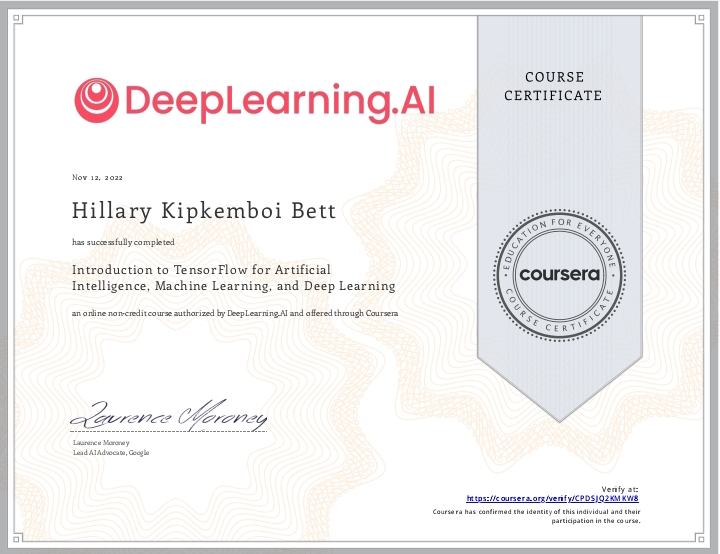 COURSE
CERTIFICATE
DeepLearning.AI
Nov 12, 2022
Hillary Kipkemboi Bett
has successfully completed
Introduction to TensorFlow for Artificial
Intelligence, Machine Learning, and Deep Learning
an online non-credit course authorized by DeepLearning.AI and offered through Coursera
EDUCATION FOR EVERYONE
coursera
COURSE CERTIFICATE
Laurence Moroney
Laurence Moroney
Lead AI Advocate, Google
Verify at:
https://coursera.org/verify/CPDSJQ2KMKW8
Coursera has confirmed the identity of this individual and their
participation in the course.